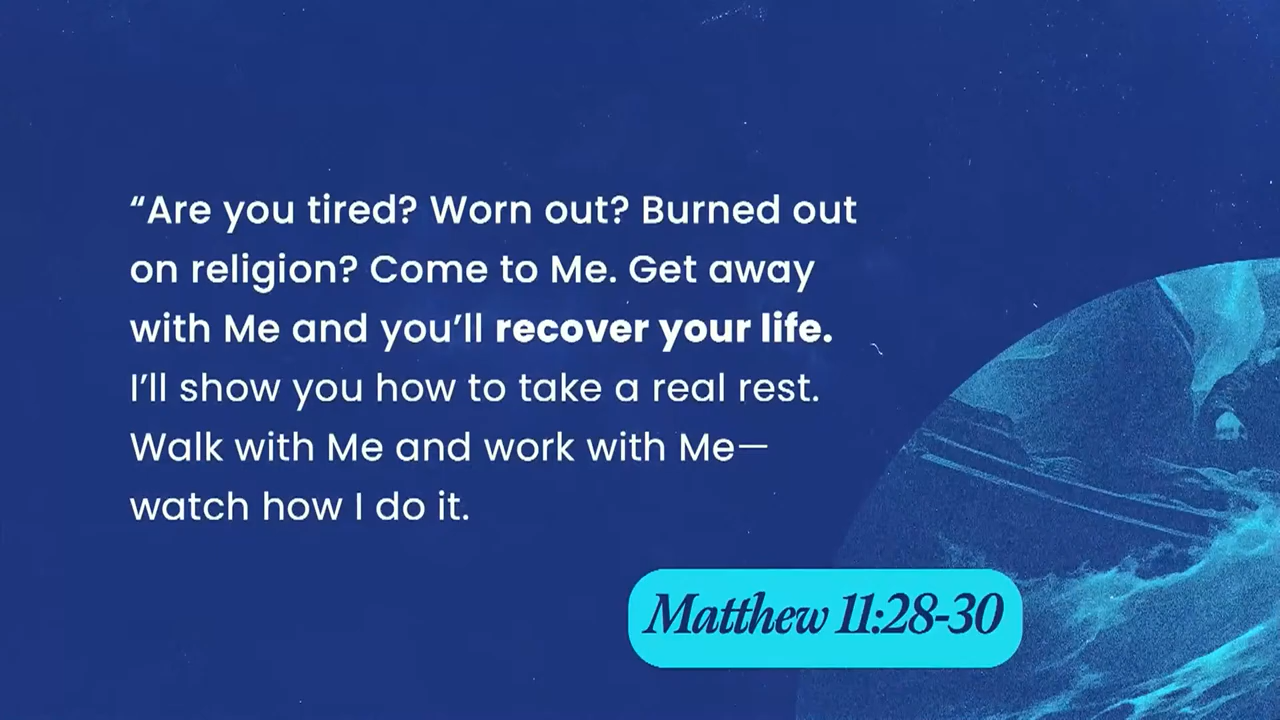 “Are you tired? Worn out? Burned out
on religion? Come to Me. Get away
with Me and you’ll recover your life.
I’ll show you how to take a real rest.
Walk with Me and work with Me—
watch how I do it.
Matthew 11:28-30